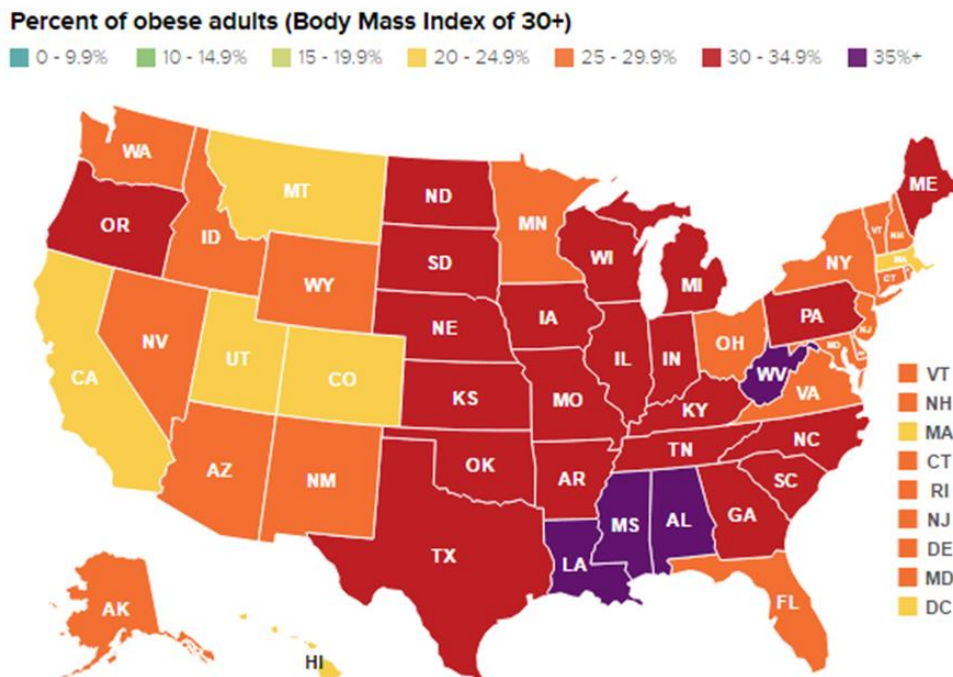 Percent of obese adults (Body Mass Index of 30+)
0 - 9.9% 10 - 14.9% 15 - 19.9% 20 - 24.9% 25 - 29.9% 30 - 34.9% 35%+
WA
MT
ND
MN
ME
OR
ID
SD
WI
VT
NH
WY
MI
NY
MA
CT
NE
IA
PA
NV
UT
CO
IL
IN
OH
NJ
MD
CA
KS
MO
WV
VA
KY
AZ
NM
OK
AR
TN
NC
SC
TX
LA
MS
AL
GA
AK
HI
FL
VT
NH
MA
CT
RI
NJ
DE
MD
DC